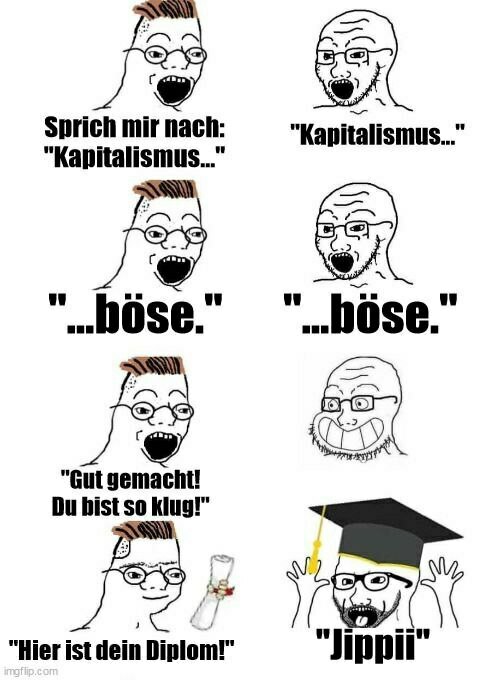 Sprich mir nach:
"Kapitalismus..."
"Kapitalismus..."
"...böse."
"...böse."
"Gut gemacht!
Du bist so klug!"
"Hier ist dein Diplom!"
"Jippii"
imgflip.com